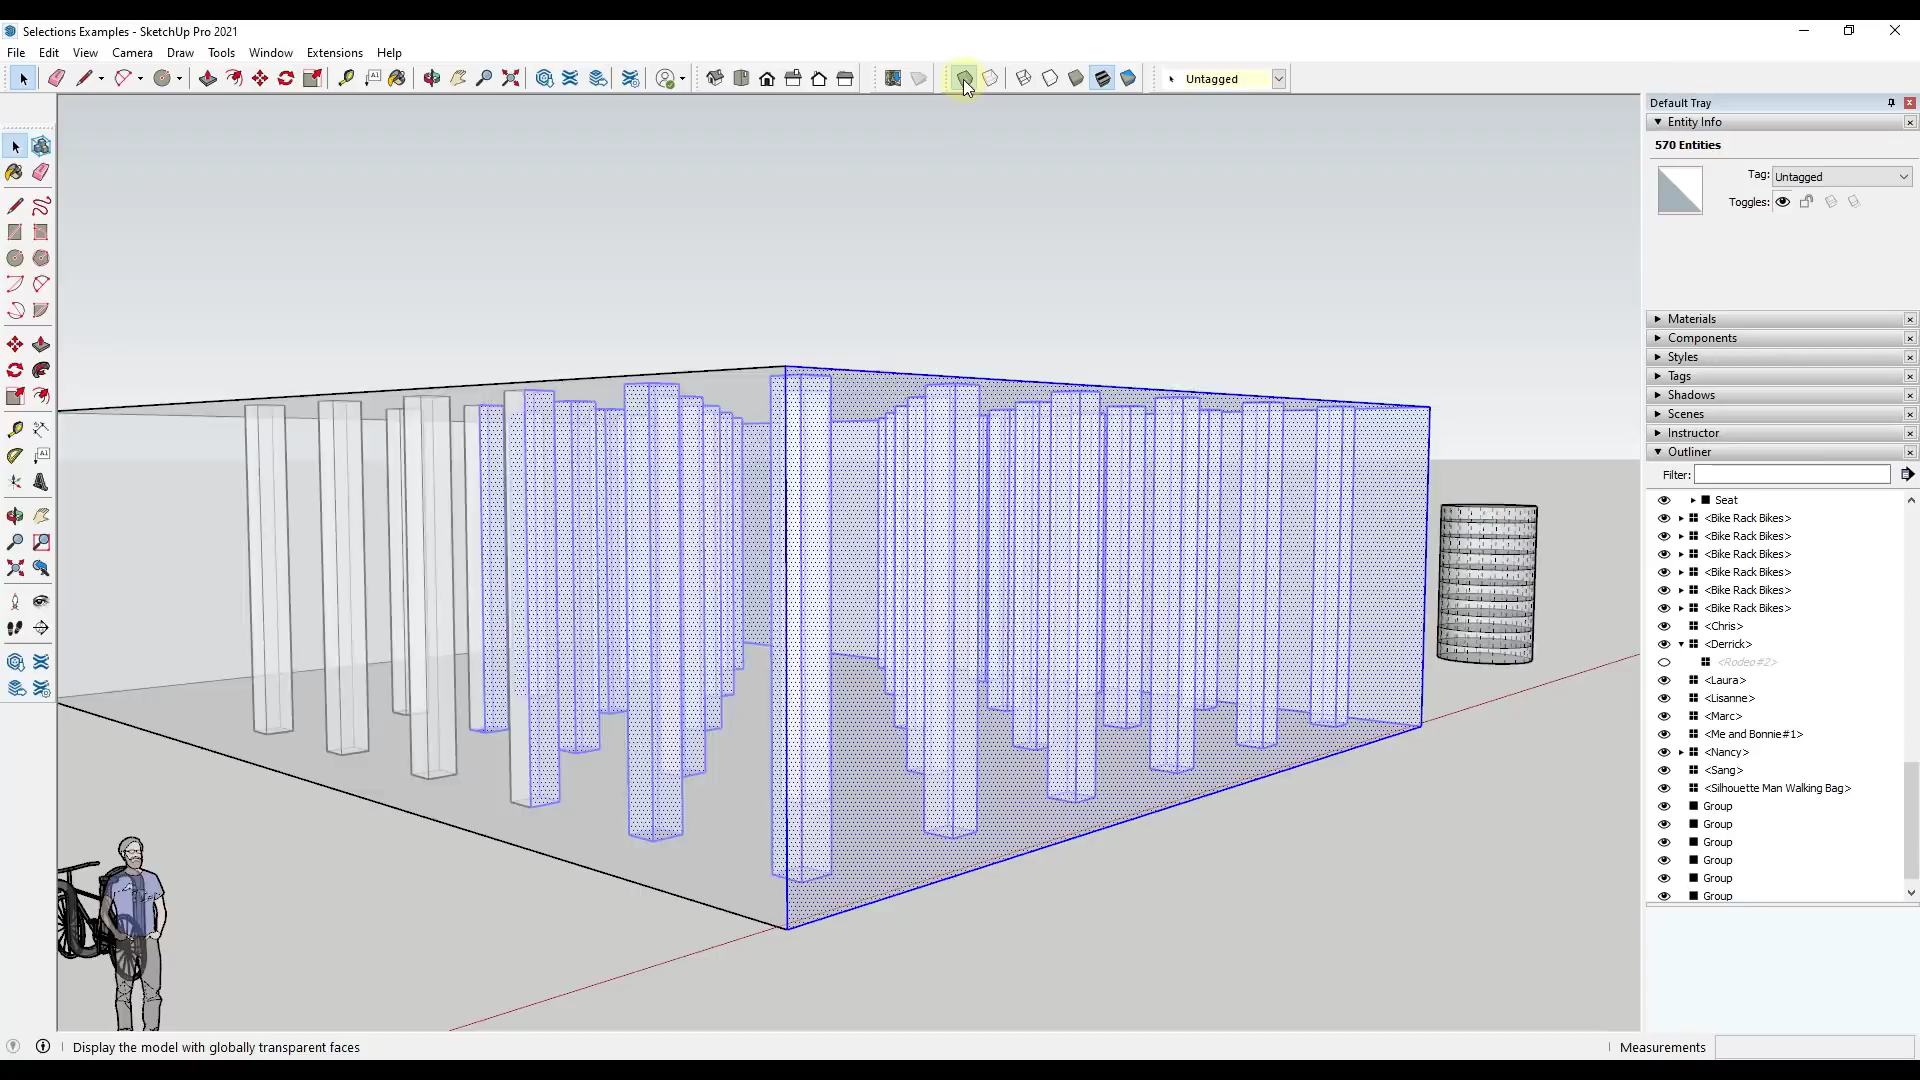 Selections Examples - SketchUp Pro 2021
File Edit View Camera Draw Tools Window Extensions Help
Untagged
Default Tray
Entity Info
570 Entities
Tag: Untagged
Toggles:
Materials
Components
Styles
Tags
Shadows
Scenes
Instructor
Outliner
Filter:
Seat
<Bike Rack Bikes>
<Bike Rack Bikes>
<Bike Rack Bikes>
<Bike Rack Bikes>
<Bike Rack Bikes>
<Bike Rack Bikes>
<Chris>
<Derrick>
<Rodeo#2>
<Laura>
<Lisanne>
<Marc>
<Me and Bonnie#1>
<Nancy>
<Sang>
<Silhouette Man Walking Bag>
Group
Group
Group
Group
Group
Group
Display the model with globally transparent faces
Measurements